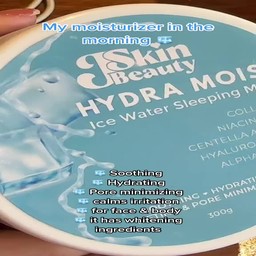 My moisturizer in the
morning
JSkin
Beauty
HYDRA MOIS
Ice Water Sleeping M
COLL
NIACIN
CENTELLA A
HYALURO
ALPHA
Soothing
Hydrating
Pore minimizing
calms irritation
for face & body
it has whitening
ingredients
ING + HYDRATI
& PORE MINIM
300g